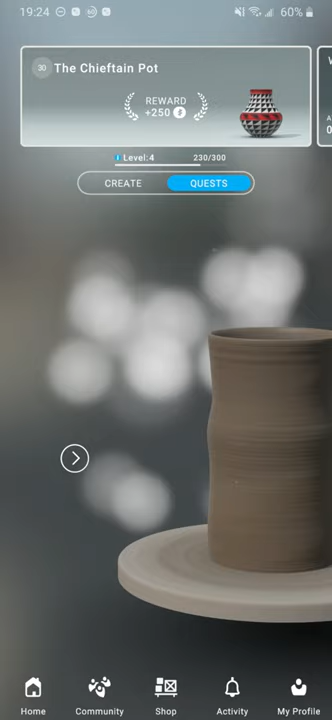 19:24
60%
30 The Chieftain Pot
REWARD
+250
Level:4 230/300
CREATE QUESTS
Home Community Shop Activity My Profile